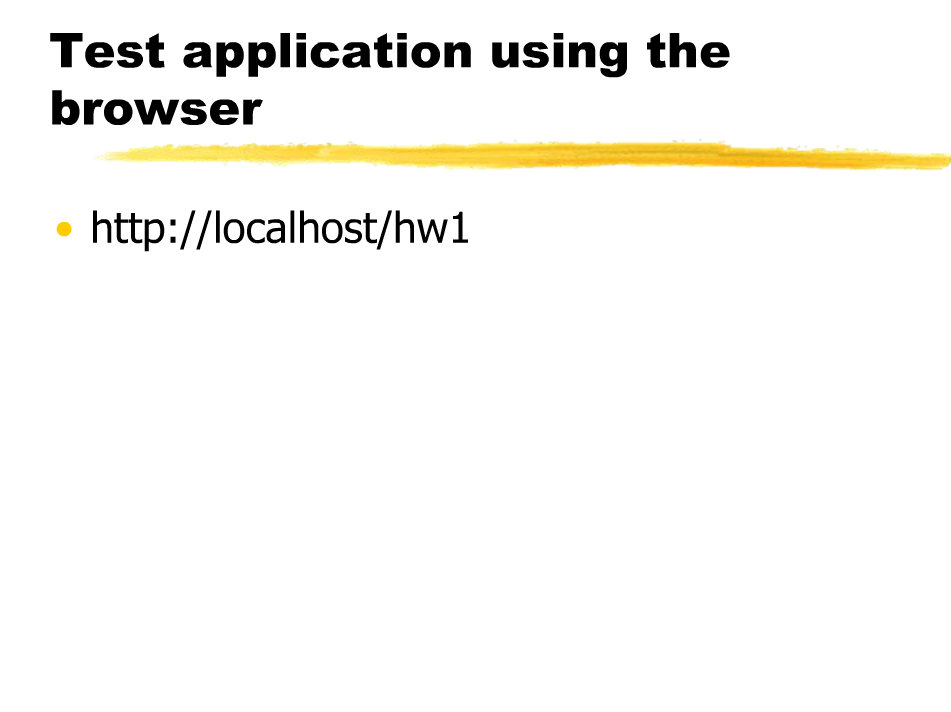 Test application using the
browser
• http://localhost/hw1